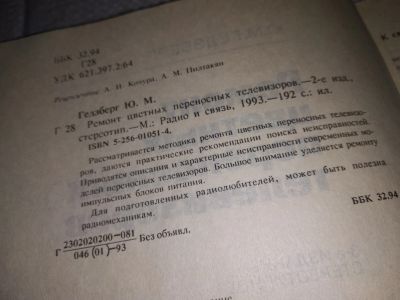 ББК 32.94
Г28
УДК 621.397.2:64
Рецензенты А. И. Кочура, А. М. Пилтакян
Гедзберг Ю. М.
Г 28 Ремонт цветных переносных телевизоров.—2-е изд.,
стереотип.—М.: Радио и связь, 1993.—192 с.: ил.
ISBN 5-256-01051-4.
Рассматривается методика ремонта цветных переносных телевизо-
ров, даются практические рекомендации поиска неисправностей.
Приводятся описания и характерные неисправности современных мо-
делей переносных телевизоров. Большое внимание уделяется ремонту
импульсных блоков питания.
Для подготовленных радиолюбителей, может быть полезна
радиомеханикам.
Г 2302020200—081
046 (01)—93 Без объявл.
ББК 32.94